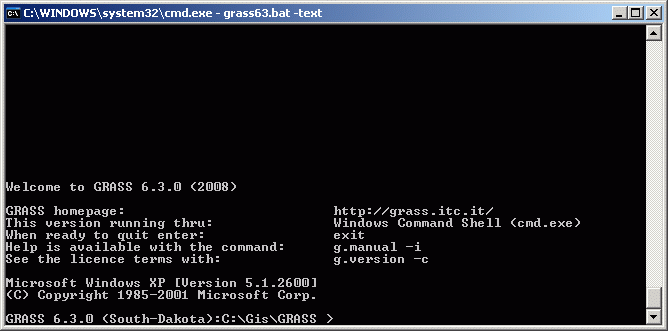 C:\WINDOWS\system32\cmd.exe - grass63.bat -text
Welcome to GRASS 6.3.0 (2008)
GRASS homepage: http://grass.itc.it/
This version running thru: Windows Command Shell (cmd.exe)
When ready to quit enter: exit
Help is available with the command: g.manual -i
See the licence terms with: g.version -c
Microsoft Windows XP [Version 5.1.2600]
(C) Copyright 1985-2001 Microsoft Corp.
GRASS 6.3.0 (South-Dakota):C:\Gis\GRASS >